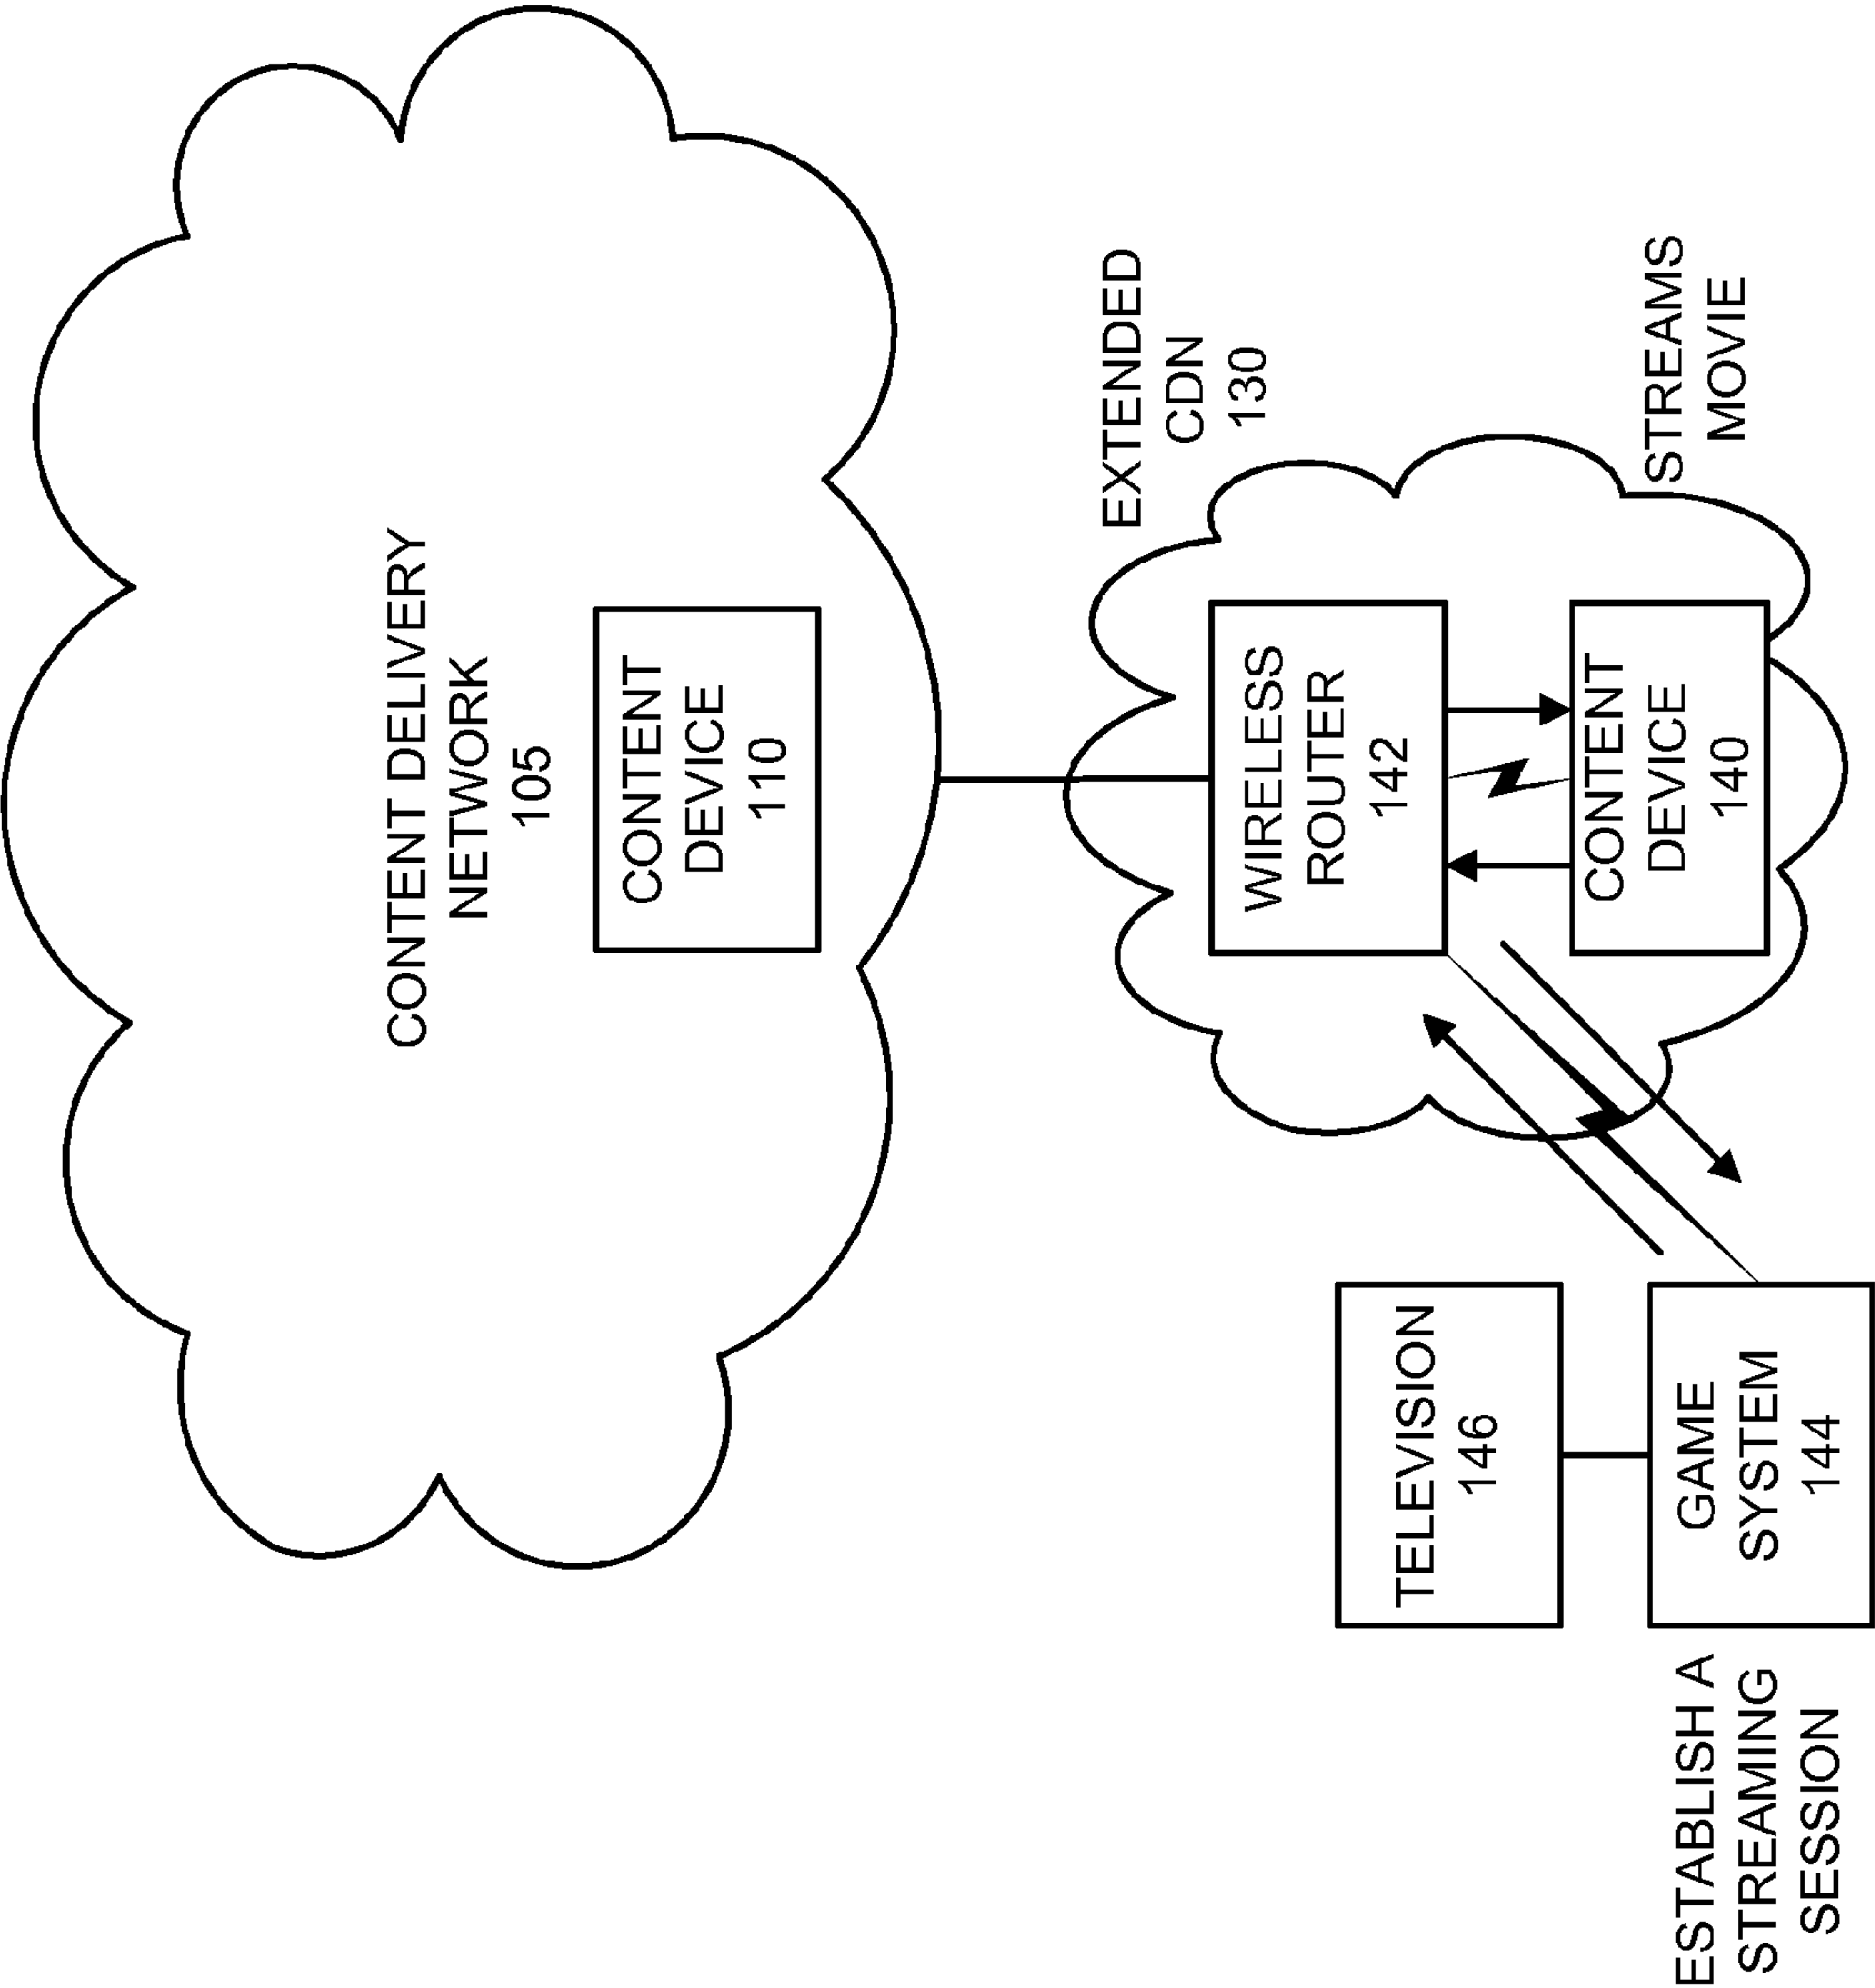 CONTENT DELIVERY
NETWORK
105
CONTENT
DEVICE
110
EXTENDED
CDN
130
WIRELESS
ROUTER
142
CONTENT
DEVICE
140
STREAMS
MOVIE
TELEVISION
146
GAME
SYSTEM
144
ESTABLISH A
STREAMING
SESSION